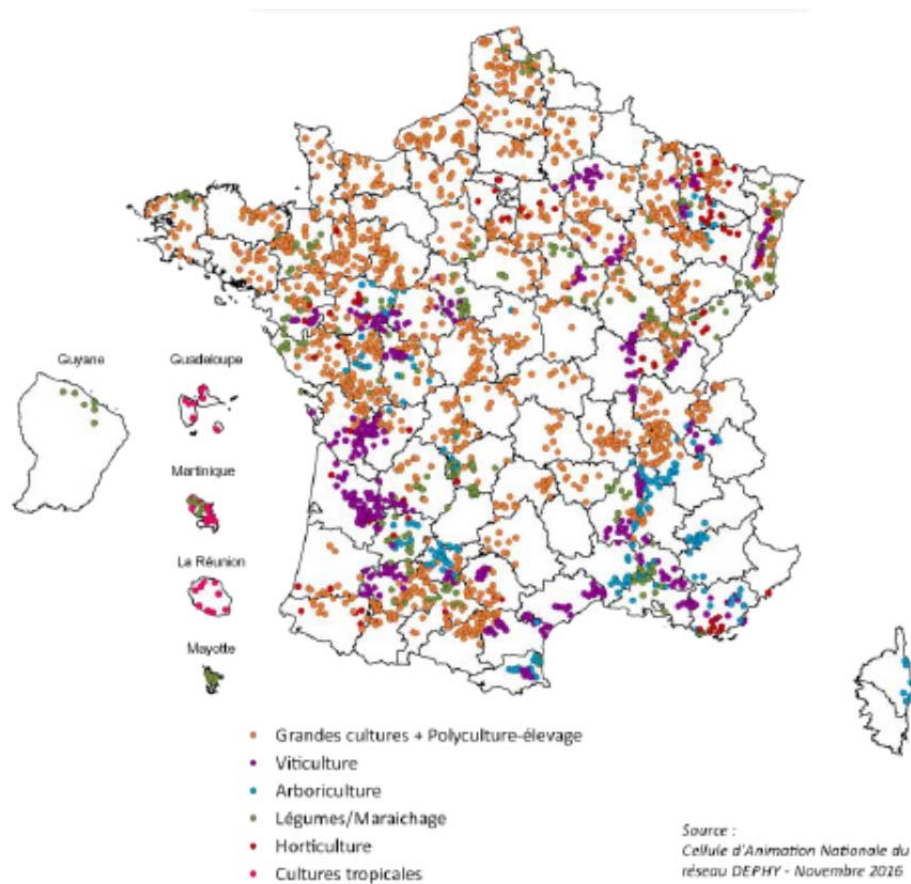 Guyane
Guadeloupe
Martinique
La Réunion
Mayotte
Grandes cultures + Polyculture-élevage
Viticulture
Arboriculture
Légumes/Maraichage
Horticulture
Cultures tropicales
Source :
Cellule d'Animation Nationale du
réseau DEPHY - Novembre 2016